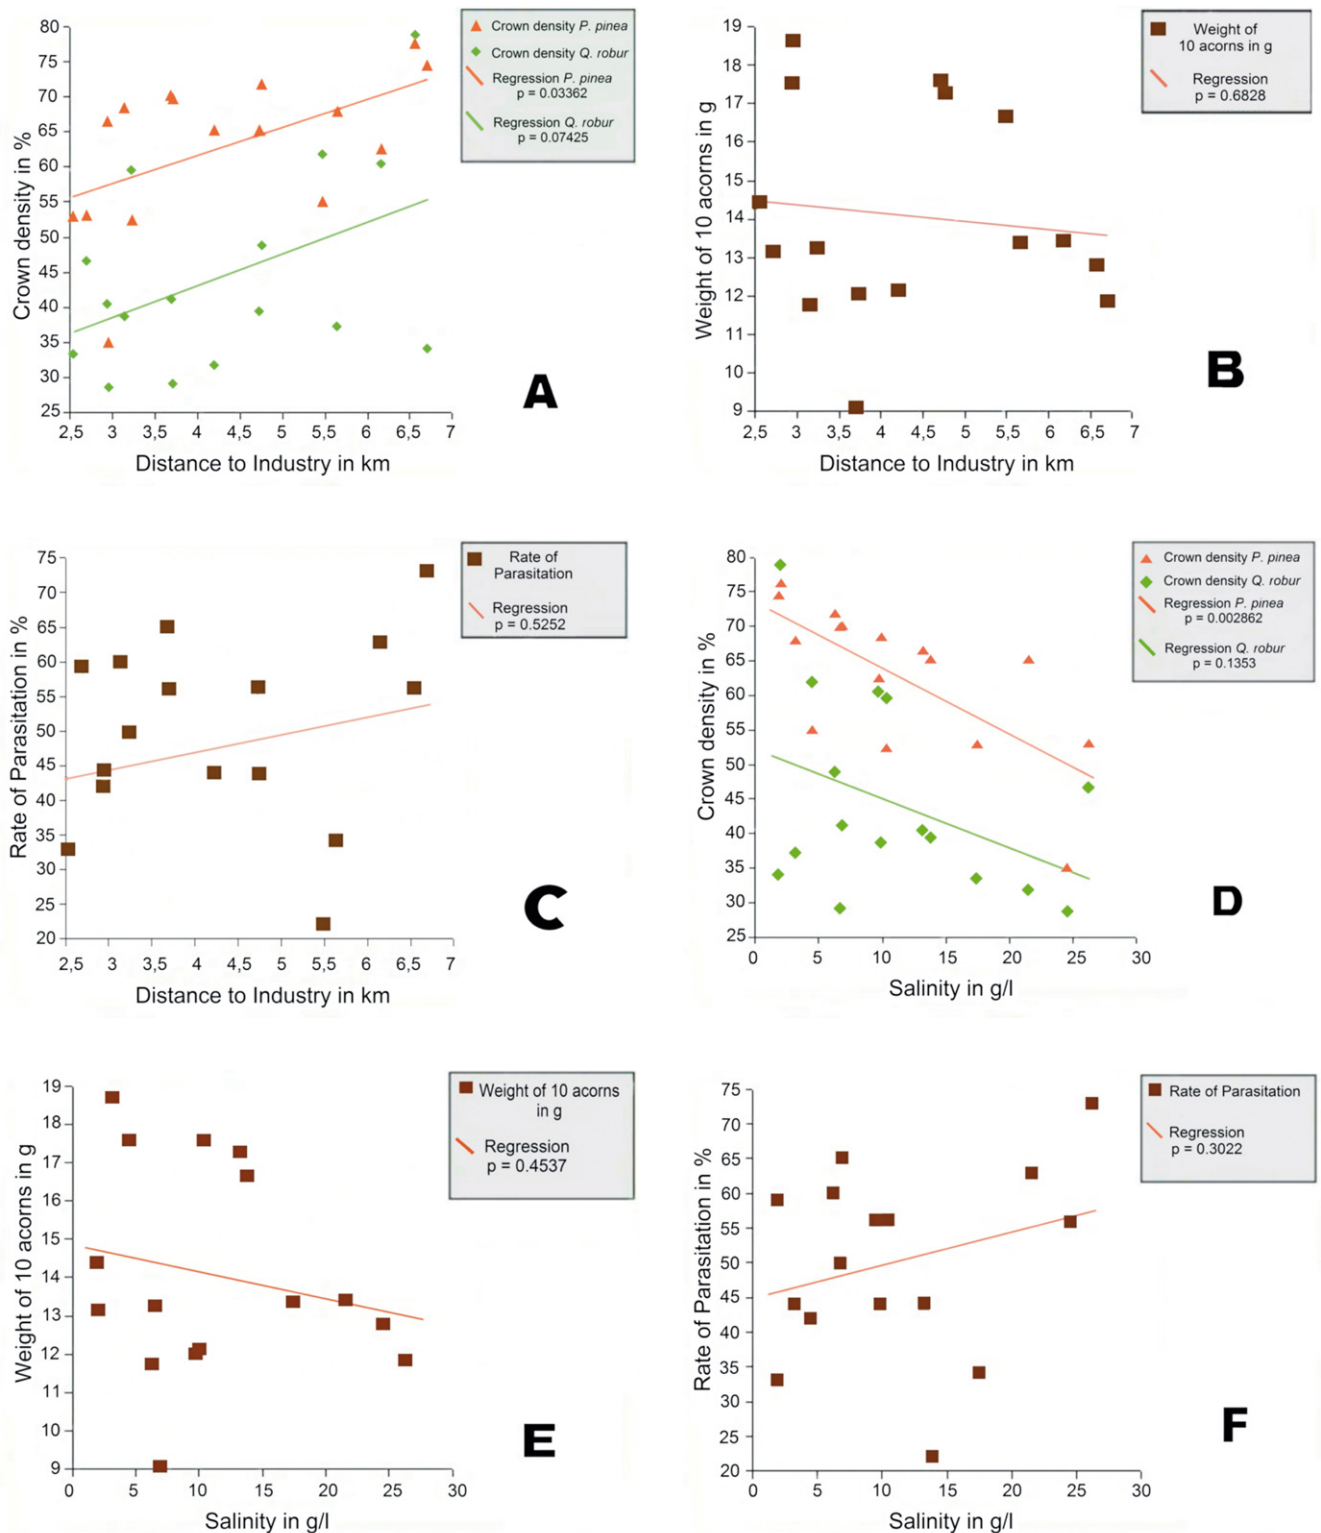 80
75
70
65
60
55
50
45
40
35
30
25
Crown density in %
2,5 3 3,5 4 4,5 5 5,5 6 6,5 7
Distance to Industry in km
Crown density P. pinea
Crown density Q. robur
Regression P. pinea
p = 0.03362
Regression Q. robur
p = 0.07425
A
19
18
17
16
15
14
13
12
11
10
9
Weight of 10 acorns in g
2,5 3 3,5 4 4,5 5 5,5 6 6,5 7
Distance to Industry in km
Weight of
10 acorns in g
Regression
p = 0.6828
B
75
70
65
60
55
50
45
40
35
30
25
20
Rate of Parasitation in %
2,5 3 3,5 4 4,5 5 5,5 6 6,5 7
Distance to Industry in km
Rate of
Parasitation
Regression
p = 0.5252
C
80
75
70
65
60
55
50
45
40
35
30
25
Crown density in %
0 5 10 15 20 25 30
Salinity in g/l
Crown density P. pinea
Crown density Q. robur
Regression P. pinea
p = 0.002862
Regression Q. robur
p = 0.1353
D
19
18
17
16
15
14
13
12
11
10
9
Weight of 10 acorns in g
0 5 10 15 20 25 30
Salinity in g/l
Weight of 10 acorns
in g
Regression
p = 0.4537
E
75
70
65
60
55
50
45
40
35
30
25
20
Rate of Parasitation in %
0 5 10 15 20 25 30
Salinity in g/l
Rate of Parasitation
Regression
p = 0.3022
F